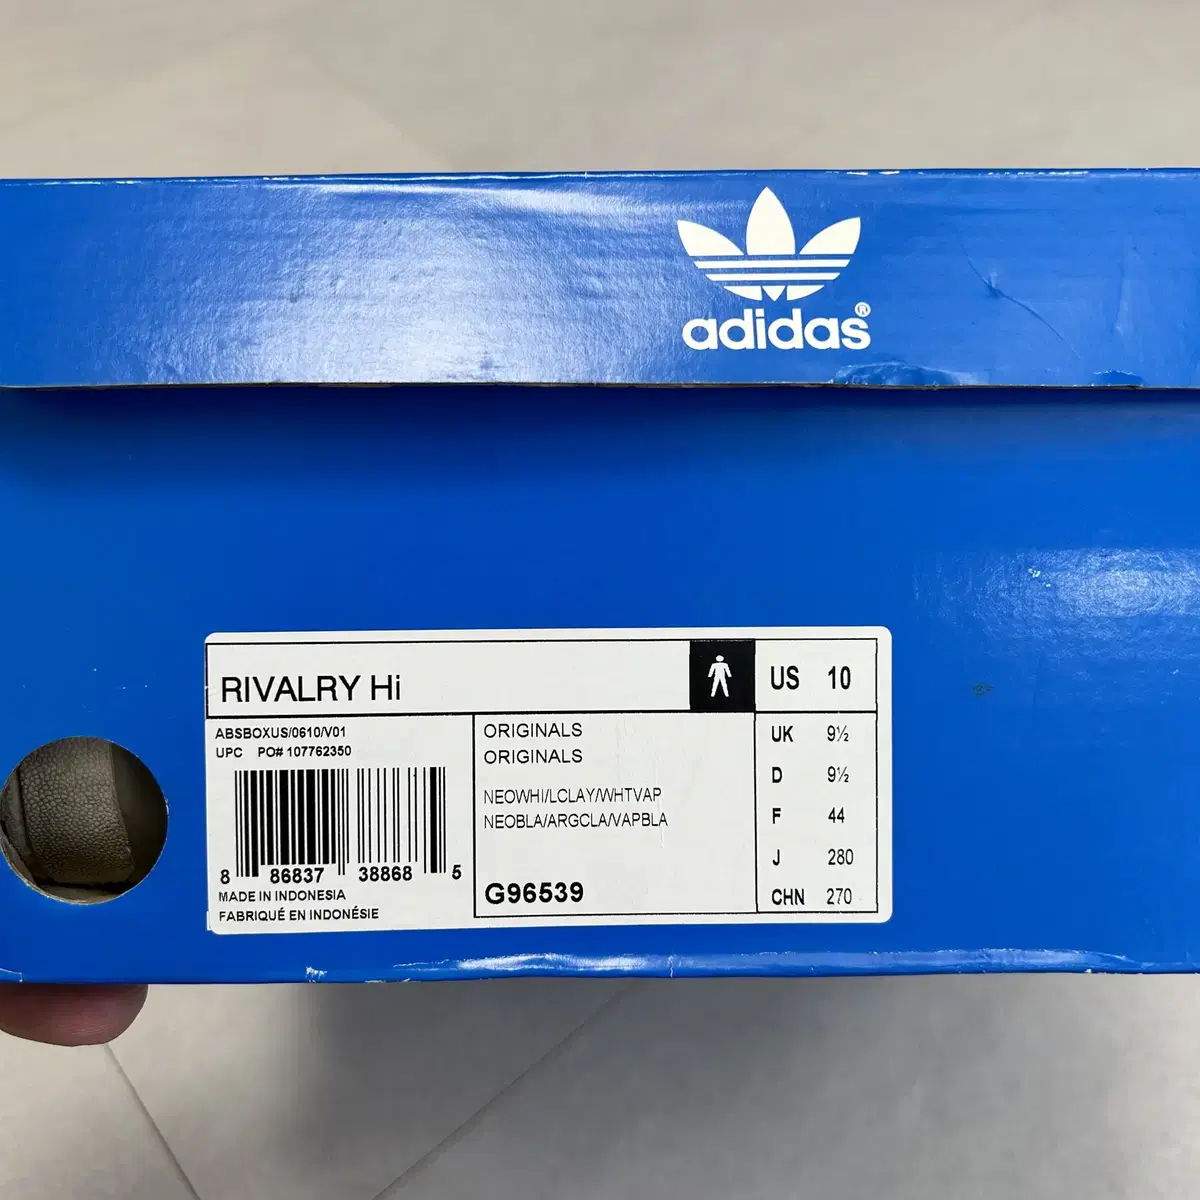 adidas®
RIVALRY Hi
US 10
ABSBOXUS/0610/V01
UPC PO# 107762350
8 86837 38868 5
MADE IN INDONESIA
FABRIQUÉ EN INDONÉSIE
ORIGINALS
ORIGINALS
NEOWHI/LCLAY/WHTVAP
NEOBLA/ARGCLA/VAPBLA
G96539
UK 9½
D 9½
F 44
J 280
CHN 270